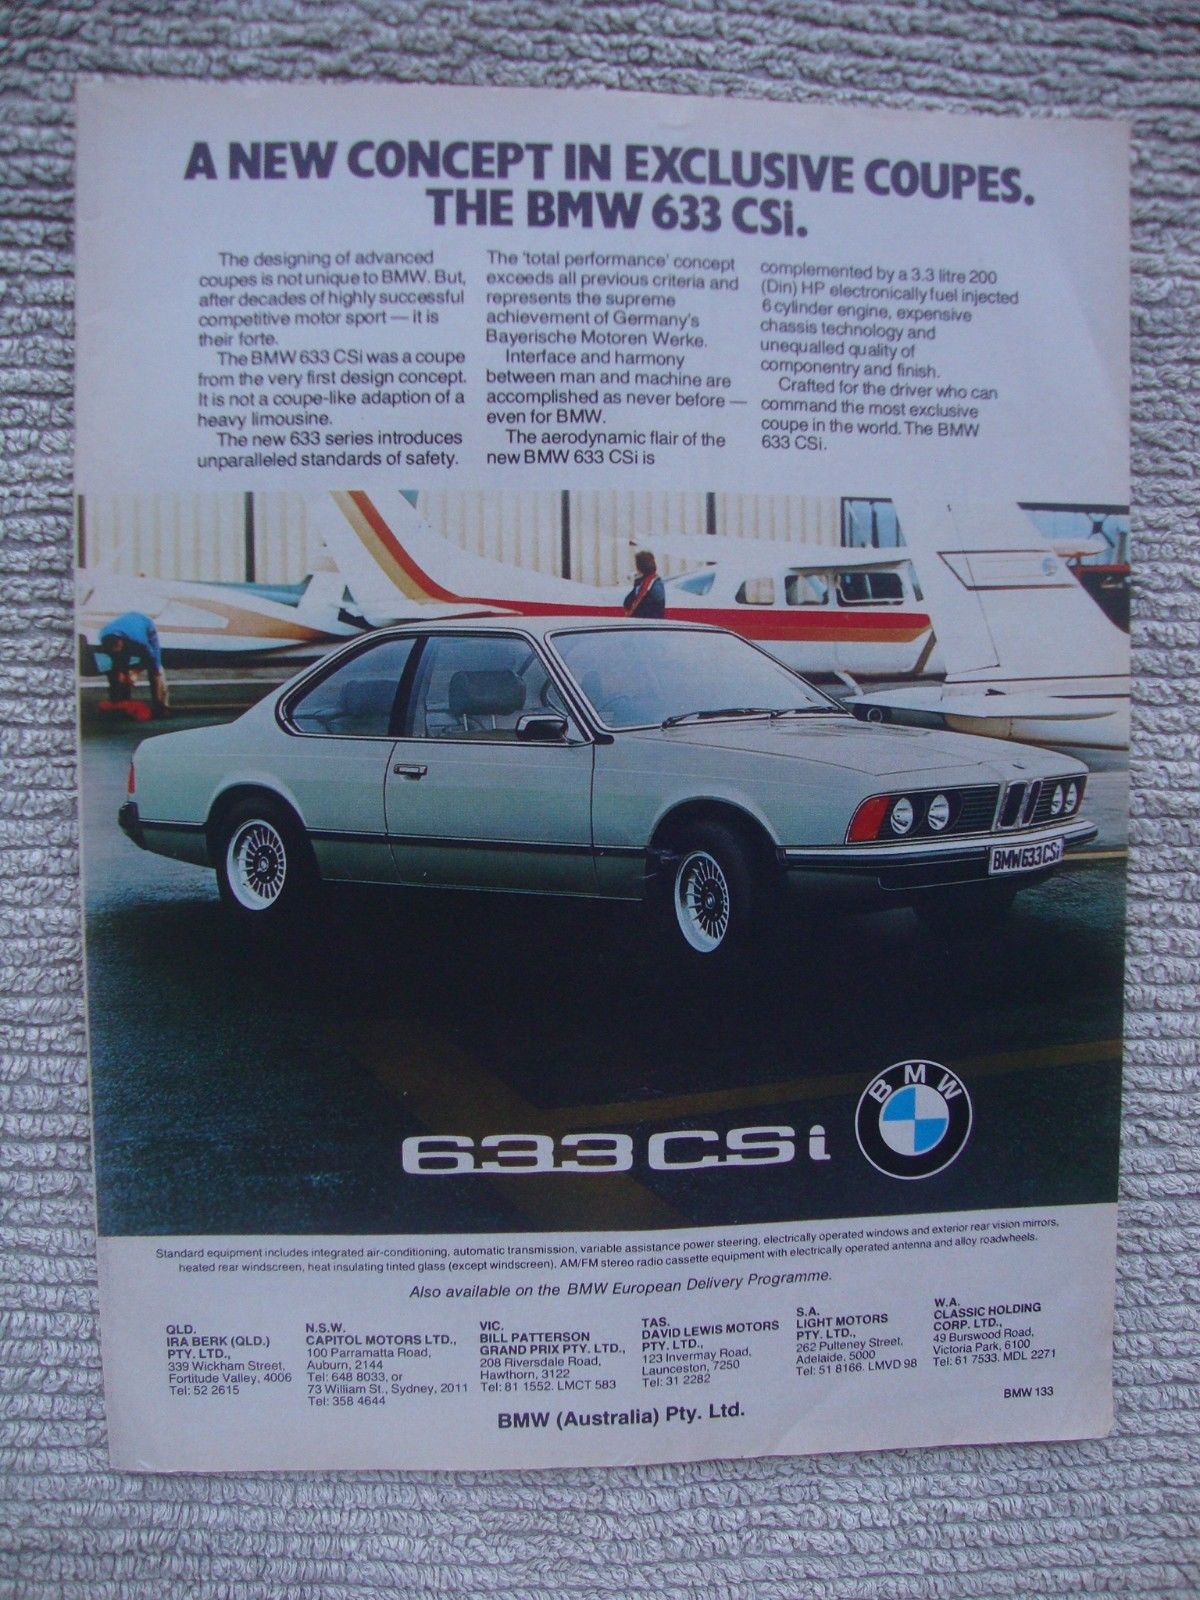 A NEW CONCEPT IN EXCLUSIVE COUPES.
THE BMW 633 CSi.
The designing of advanced
coupes is not unique to BMW. But,
after decades of highly successful
competitive motor sport — it is
their forte.
The BMW 633 CSi was a coupe
from the very first design concept.
It is not a coupe-like adaption of a
heavy limousine.
The new 633 series introduces
unparalleled standards of safety.
The 'total performance' concept
exceeds all previous criteria and
represents the supreme
achievement of Germany's
Bayerische Motoren Werke.
Interface and harmony
between man and machine are
accomplished as never before —
even for BMW.
The aerodynamic flair of the
new BMW 633 CSi is
complemented by a 3.3 litre 200
(Din) HP electronically fuel injected
6 cylinder engine, expensive
chassis technology and
unequalled quality of
componentry and finish.
Crafted for the driver who can
command the most exclusive
coupe in the world. The BMW
633 CSi.
BMW633CSi
633CSi
BMW
Standard equipment includes integrated air-conditioning, automatic transmission, variable assistance power steering, electrically operated windows and exterior rear vision mirrors,
heated rear windscreen, heat insulating tinted glass (except windscreen), AM/FM stereo radio cassette equipment with electrically operated antenna and alloy roadwheels.
Also available on the BMW European Delivery Programme.
QLD.
IRA BERK (QLD.)
PTY. LTD.,
339 Wickham Street,
Fortitude Valley, 4006
Tel: 52 2615
N.S.W.
CAPITOL MOTORS LTD.,
100 Parramatta Road,
Auburn, 2144
Tel: 648 8033, or
73 William St., Sydney, 2011
Tel: 358 4644
VIC.
BILL PATTERSON
GRAND PRIX PTY. LTD.,
208 Riversdale Road,
Hawthorn, 3122
Tel: 81 1552. LMCT 583
TAS.
DAVID LEWIS MOTORS
PTY. LTD.,
123 Invermay Road,
Launceston, 7250
Tel: 31 2282
S.A.
LIGHT MOTORS
PTY. LTD.,
262 Pulteney Street,
Adelaide, 5000
Tel: 51 8166. LMVD 98
W.A.
CLASSIC HOLDING
CORP. LTD.,
49 Burswood Road,
Victoria Park, 6100
Tel: 61 7533. MDL 2271
BMW 133
BMW (Australia) Pty. Ltd.